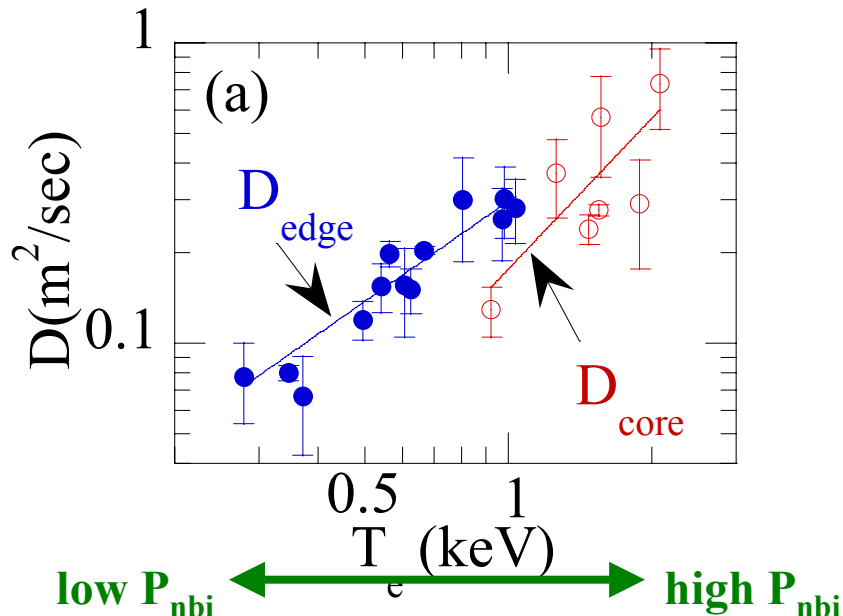 1
(a)
D edge
D(m²/sec)
0.1
D core
0.5 1
T e (keV)
low P nbi high P nbi